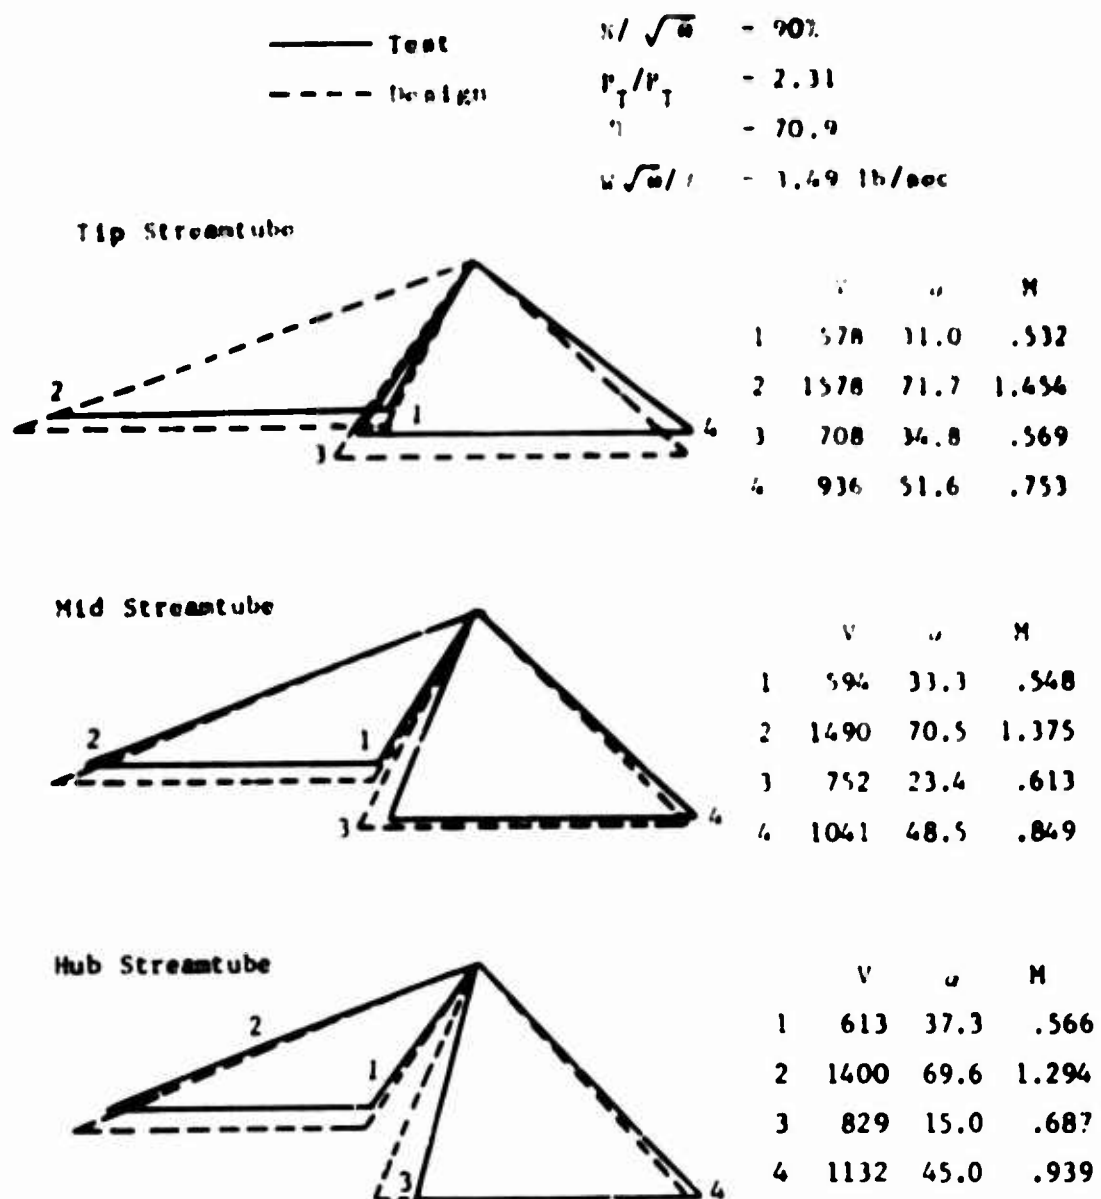 Test
Design
N/ √ - 90%
P_T/P_T - 2.31
η - 70.9
W√ / - 3.49 lb/sec
Tip Streamtube
2
1
3
4
V α M
1 578 31.0 .532
2 1578 71.7 1.454
3 708 34.8 .569
4 936 51.6 .753
Mid Streamtube
2
1
3
4
V α M
1 594 33.3 .548
2 1490 70.5 1.375
3 752 23.4 .613
4 1041 48.5 .849
Hub Streamtube
2
1
3
4
V α M
1 613 37.3 .566
2 1400 69.6 1.294
3 829 15.0 .687
4 1132 45.0 .939